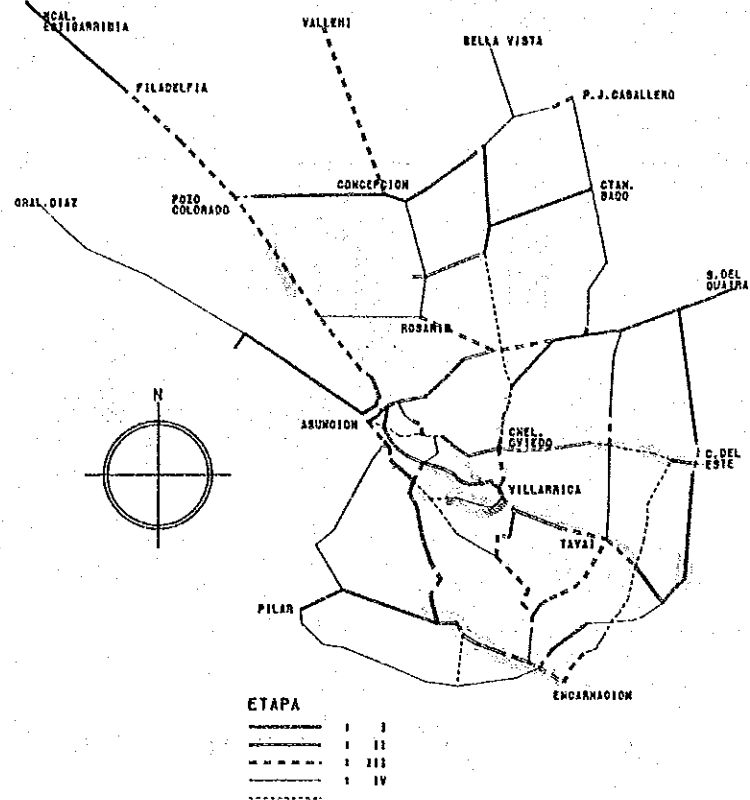 MCAL.
ESTIGARRIBIA
VALLEMI
BELLA VISTA
FILADELFIA
P.J.CABALLERO
CONCEPCION
CTAN.
BADO
GRAL.DIAZ
POZO
COLORADO
S.DEL
GUAIRA
ROSARIO
N
ASUNCION
CNEL.
OVIEDO
C.DEL
ESTE
VILLARRICA
TAVAI
PILAR
ENCARNACION
ETAPA
: I
: II
: III
: IV